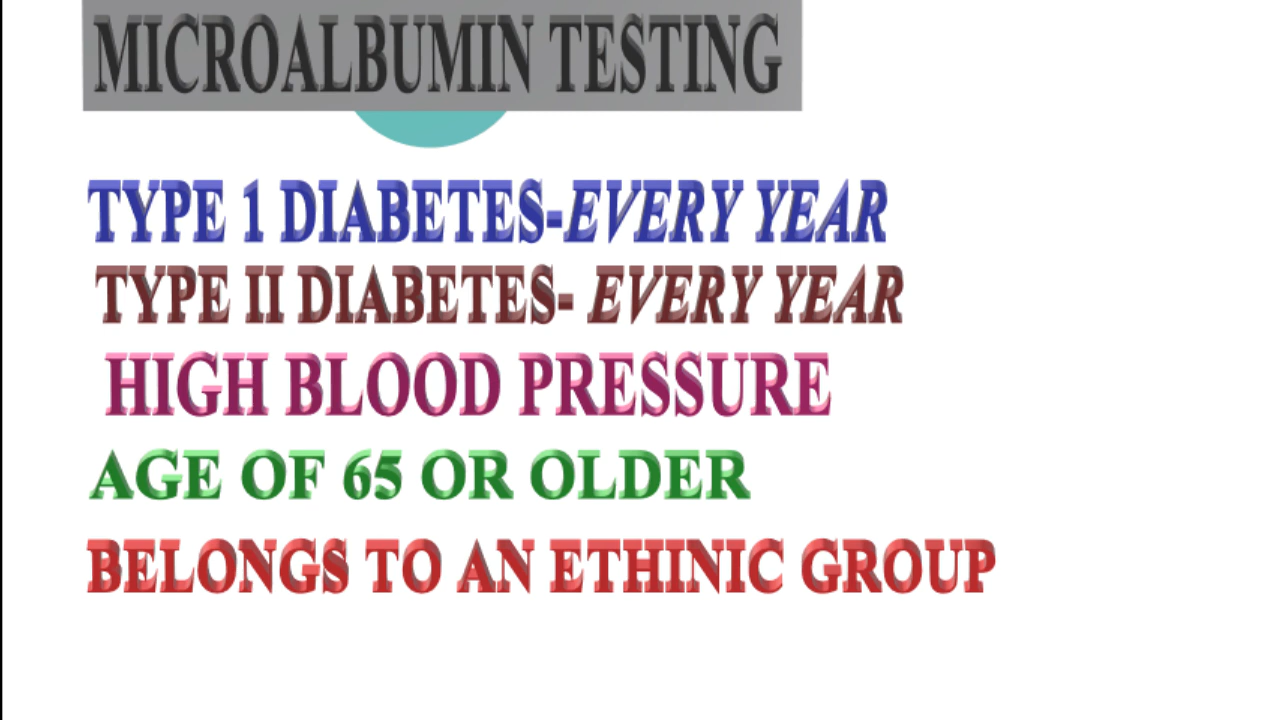 MICROALBUMIN TESTING
TYPE 1 DIABETES-EVERY YEAR
TYPE II DIABETES- EVERY YEAR
HIGH BLOOD PRESSURE
AGE OF 65 OR OLDER
BELONGS TO AN ETHINIC GROUP